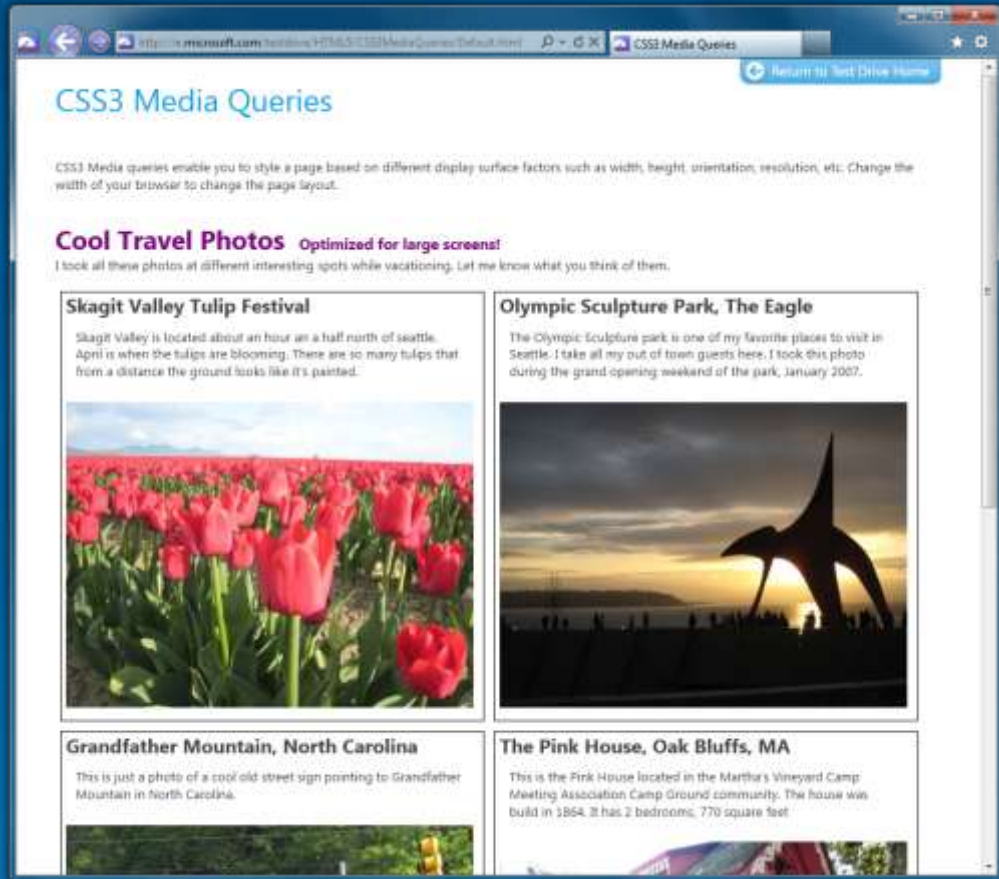 CSS3 Media Queries
Return to Test Drive Home
CSS3 Media Queries
CSS3 Media queries enable you to style a page based on different display surface factors such as width, height, orientation, resolution, etc. Change the
width of your browser to change the page layout.
Cool Travel Photos Optimized for large screens!
I took all these photos at different interesting spots while vacationing. Let me know what you think of them.
Skagit Valley Tulip Festival
Skagit Valley is located about an hour an a half north of seattle.
April is when the tulips are blooming. There are so many tulips that
from a distance the ground looks like it's painted.
Olympic Sculpture Park, The Eagle
The Olympic Sculpture park is one of my favorite places to visit in
Seattle. I take all my out of town guests here. I took this photo
during the grand opening weekend of the park, January 2007.
Grandfather Mountain, North Carolina
This is just a photo of a cool old street sign pointing to Grandfather
Mountain in North Carolina.
The Pink House, Oak Bluffs, MA
This is the Pink House located in the Martha's Vineyard Camp
Meeting Association Camp Ground community. The house was
build in 1864. It has 2 bedrooms, 770 square feet